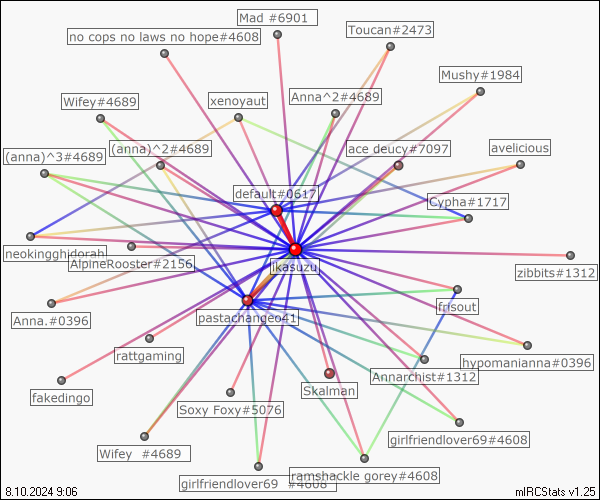 Mad #6901
Toucan#2473
no cops no laws no hope#4608
Mushy#1984
Wifey#4689
xenoyaut
Anna^2#4689
(anna)^3#4689
(anna)^2#4689
ace deucy#7097
avelicious
default#0617
Cypha#1717
neokingghidorah
AlpineRooster#2156
likasuzu
zibbits#1312
Anna.#0396
pastachangeo41
frisout
rattgaming
hypomanianna#0396
Annarchist#1312
fakedingo
Skalman
Soxy Foxy#5076
girlfriendlover69#4608
Wifey #4689
ramshackle gorey#4608
girlfriendlover69 #4608
8.10.2024 9:06
mIRCStats v1.25